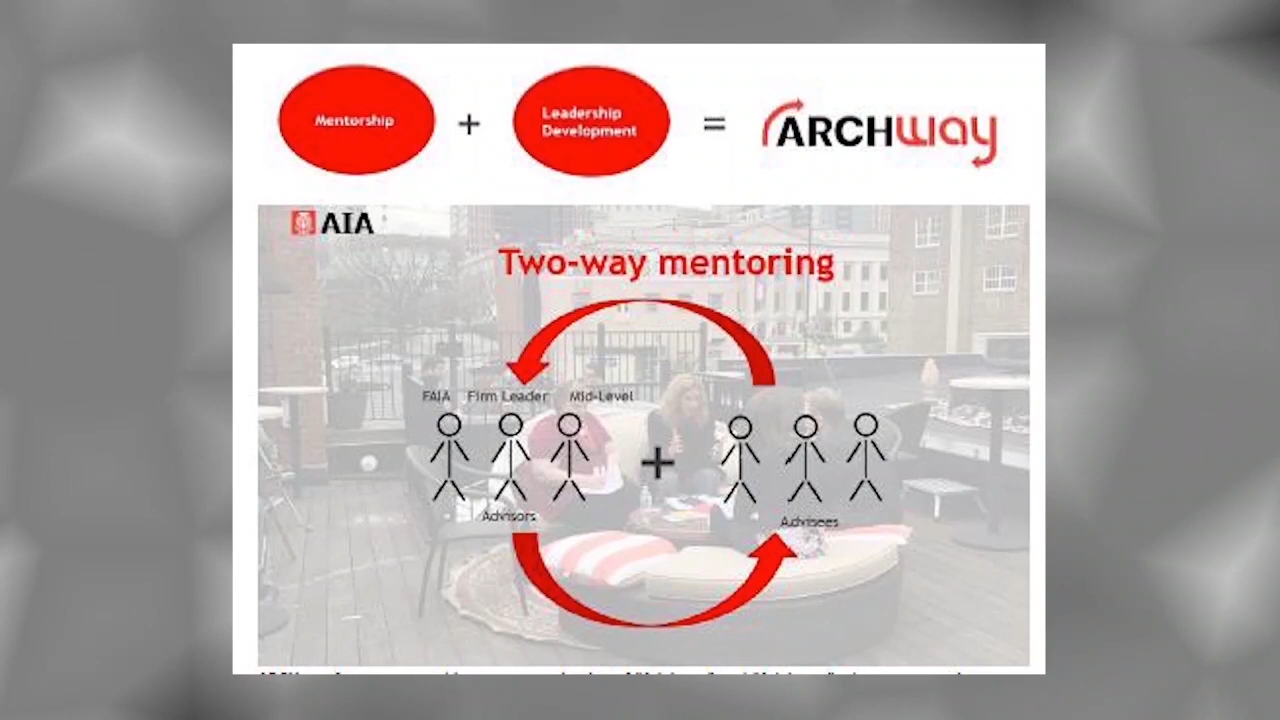 Mentorship
+
Leadership
Development
=
ARCHway
AIA
Two-way mentoring
FAIA Firm Leader Mid-Level
+
Advisors
Advisees